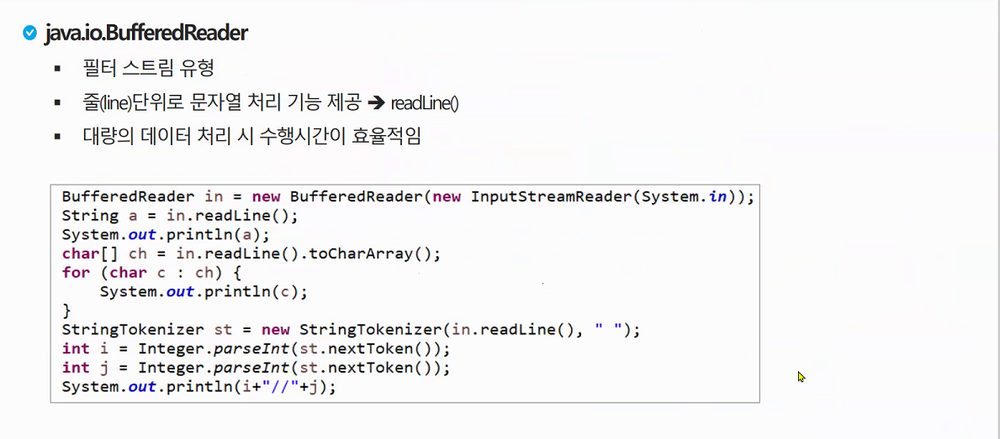 java.io.BufferedReader
▪ 필터 스트림 유형
▪ 줄(line)단위로 문자열 처리 기능 제공 ➔ readLine()
▪ 대량의 데이터 처리 시 수행시간이 효율적임
BufferedReader in = new BufferedReader(new InputStreamReader(System.in));
String a = in.readLine();
System.out.println(a);
char[] ch = in.readLine().toCharArray();
for (char c : ch) {
    System.out.println(c);
}
StringTokenizer st = new StringTokenizer(in.readLine(), " ");
int i = Integer.parseInt(st.nextToken());
int j = Integer.parseInt(st.nextToken());
System.out.println(i+"//"+j);